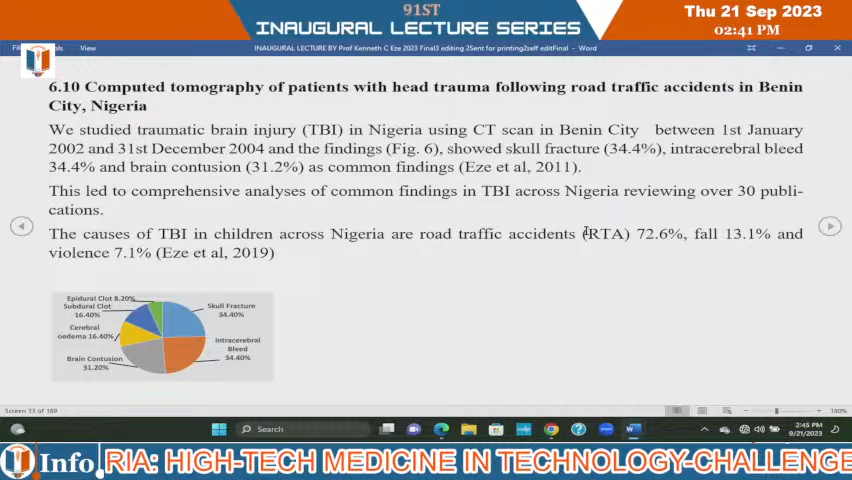 91ST
INAUGURAL LECTURE SERIES
Thu 21 Sep 2023
02:41 PM
View
INAUGURAL LECTURE BY Prof Kenneth C Eze 2023 Final3 editing 2Sent for printing2self editFinal - Word
6.10 Computed tomography of patients with head trauma following road traffic accidents in Benin
City, Nigeria
We studied traumatic brain injury (TBI) in Nigeria using CT scan in Benin City between 1st January
2002 and 31st December 2004 and the findings (Fig. 6), showed skull fracture (34.4%), intracerebral bleed
34.4% and brain contusion (31.2%) as common findings (Eze et al, 2011).
This led to comprehensive analyses of common findings in TBI across Nigeria reviewing over 30 publi-
cations.
The causes of TBI in children across Nigeria are road traffic accidents (RTA) 72.6%, fall 13.1% and
violence 7.1% (Eze et al, 2019)
Epidural Clot 8.20%
Subdural Clot
16.40%
Cerebral
oedema 16.40%
Brain Contusion
31.20%
Skull Fracture
34.40%
Intracerebral
Bleed
34.40%
Screen 33 of 169
180%
Search
2:45 PM
9/21/2023
Info.
RIA: HIGH-TECH MEDICINE IN TECHNOLOGY-CHALLENGE